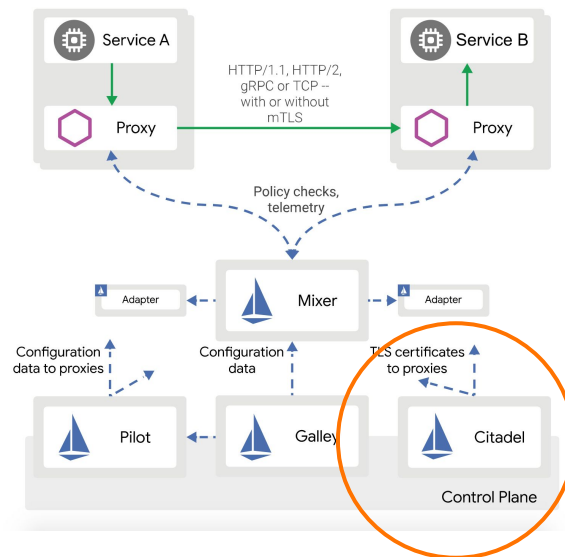 Service A
Service B
HTTP/1.1, HTTP/2,
gRPC or TCP --
with or without
mTLS
Proxy
Proxy
Policy checks,
telemetry
Mixer
Adapter
Adapter
Configuration
data to proxies
Configuration
data
TLS certificates
to proxies
Pilot
Galley
Citadel
Control Plane